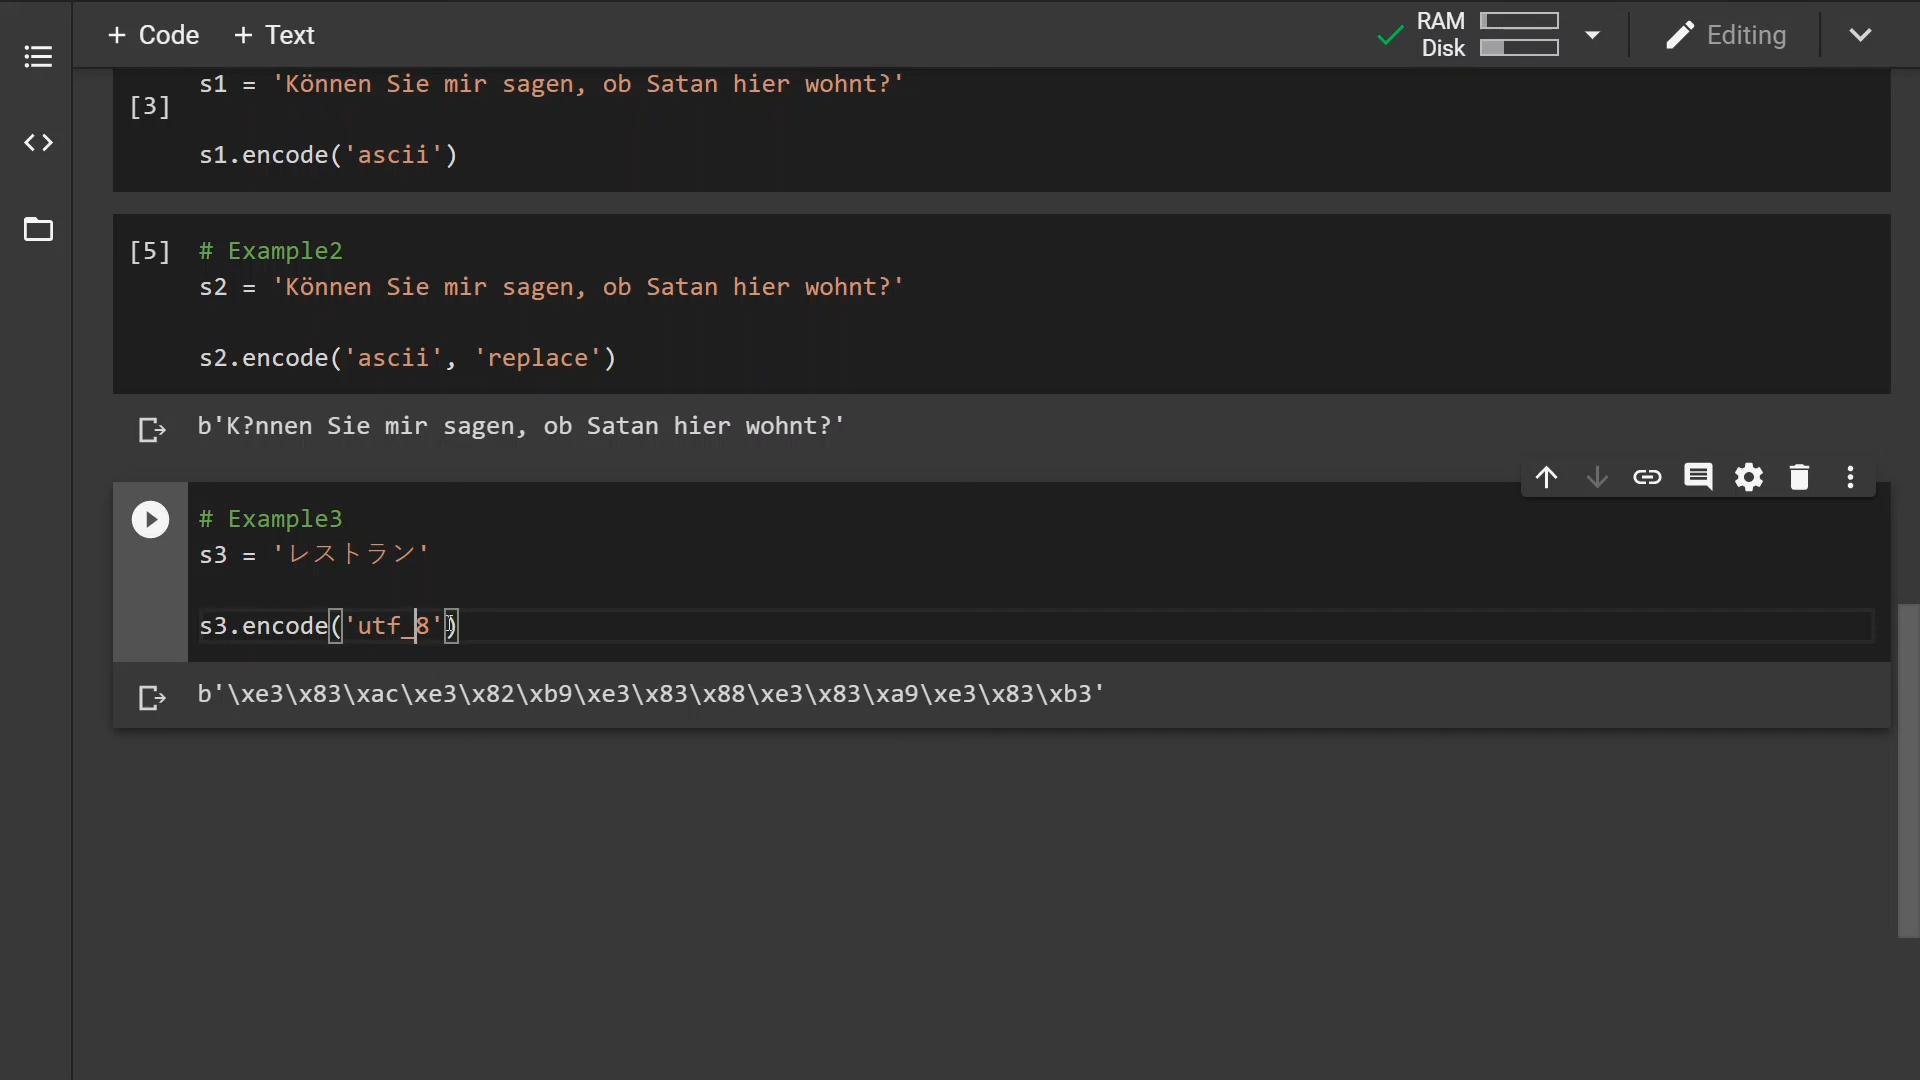 + Code + Text
RAM
Disk
Editing
s1 = 'Können Sie mir sagen, ob Satan hier wohnt?'
[3]
s1.encode('ascii')
[5] # Example2
s2 = 'Können Sie mir sagen, ob Satan hier wohnt?'
s2.encode('ascii', 'replace')
b'K?nnen Sie mir sagen, ob Satan hier wohnt?'
# Example3
s3 = 'レストラン'
s3.encode('utf_8')
b'\xe3\x83\xac\xe3\x82\xb9\xe3\x83\x88\xe3\x83\xa9\xe3\x83\xb3'